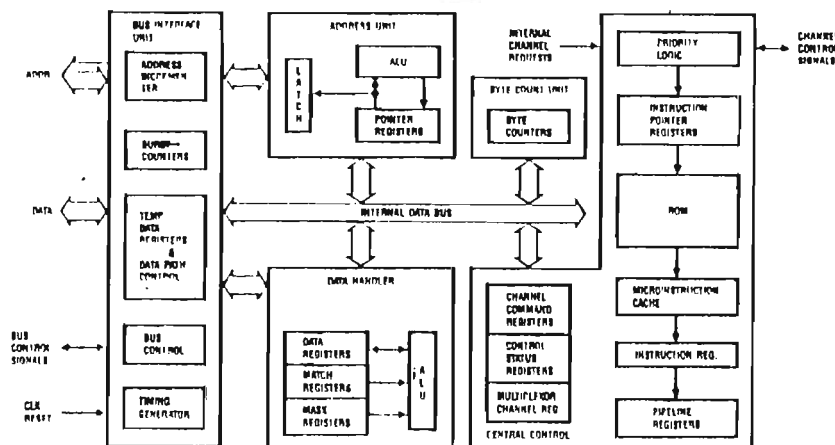 BUS INTERFACE
UNIT
ADDRESS
INCREMEN
TER
BURST
COUNTERS
TEMP
DATA
REGISTERS
&
DATA PATH
CONTROL
BUS
CONTROL
TIMING
GENERATOR
ADDR
DATA
BUS
CONTROL
SIGNALS
CLK
RESET
ADDRESS UNIT
LATCH
ALU
POINTER
REGISTERS
INTERNAL DATA BUS
DATA HANDLER
DATA
REGISTERS
MATCH
REGISTERS
MASK
REGISTERS
ALU
INTERNAL
CHANNEL
REQUESTS
BYTE COUNT UNIT
BYTE
COUNTERS
CHANNEL
COMMAND
REGISTERS
CONTROL
STATUS
REGISTERS
MULTIPLEXOR
CHANNEL REG
CENTRAL CONTROL
PRIORITY
LOGIC
INSTRUCTION
POINTER
REGISTERS
ROM
MICROINSTRUCTION
CACHE
INSTRUCTION REG.
PIPELINE
REGISTERS
CHANNEL
CONTROL
SIGNALS